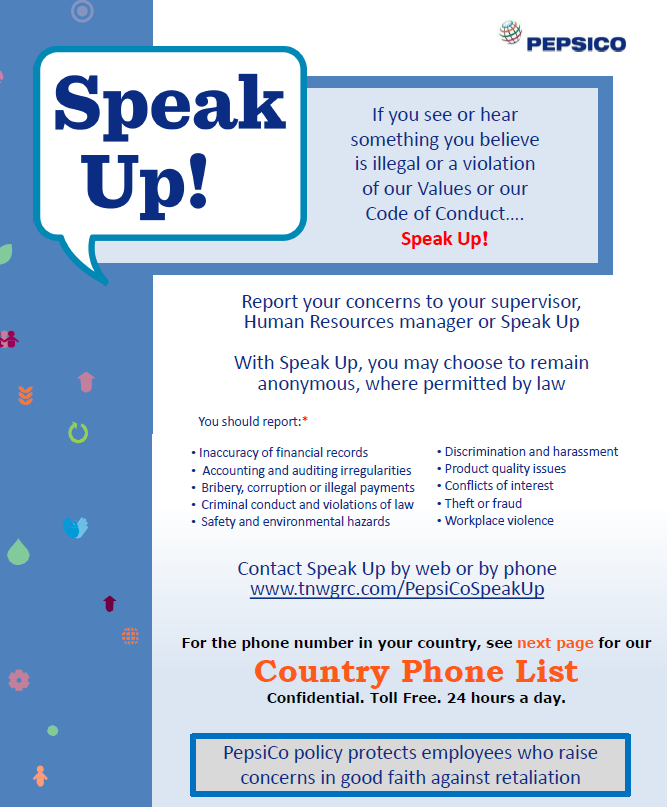 PEPSICO
Speak
Up!
If you see or hear
something you believe
is illegal or a violation
of our Values or our
Code of Conduct....
Speak Up!
Report your concerns to your supervisor,
Human Resources manager or Speak Up
With Speak Up, you may choose to remain
anonymous, where permitted by law
You should report:*
• Inaccuracy of financial records
• Accounting and auditing irregularities
• Bribery, corruption or illegal payments
• Criminal conduct and violations of law
• Safety and environmental hazards
• Discrimination and harassment
• Product quality issues
• Conflicts of interest
• Theft or fraud
• Workplace violence
Contact Speak Up by web or by phone
www.tnwgrc.com/PepsiCoSpeakUp
For the phone number in your country, see next page for our
Country Phone List
Confidential. Toll Free. 24 hours a day.
PepsiCo policy protects employees who raise
concerns in good faith against retaliation